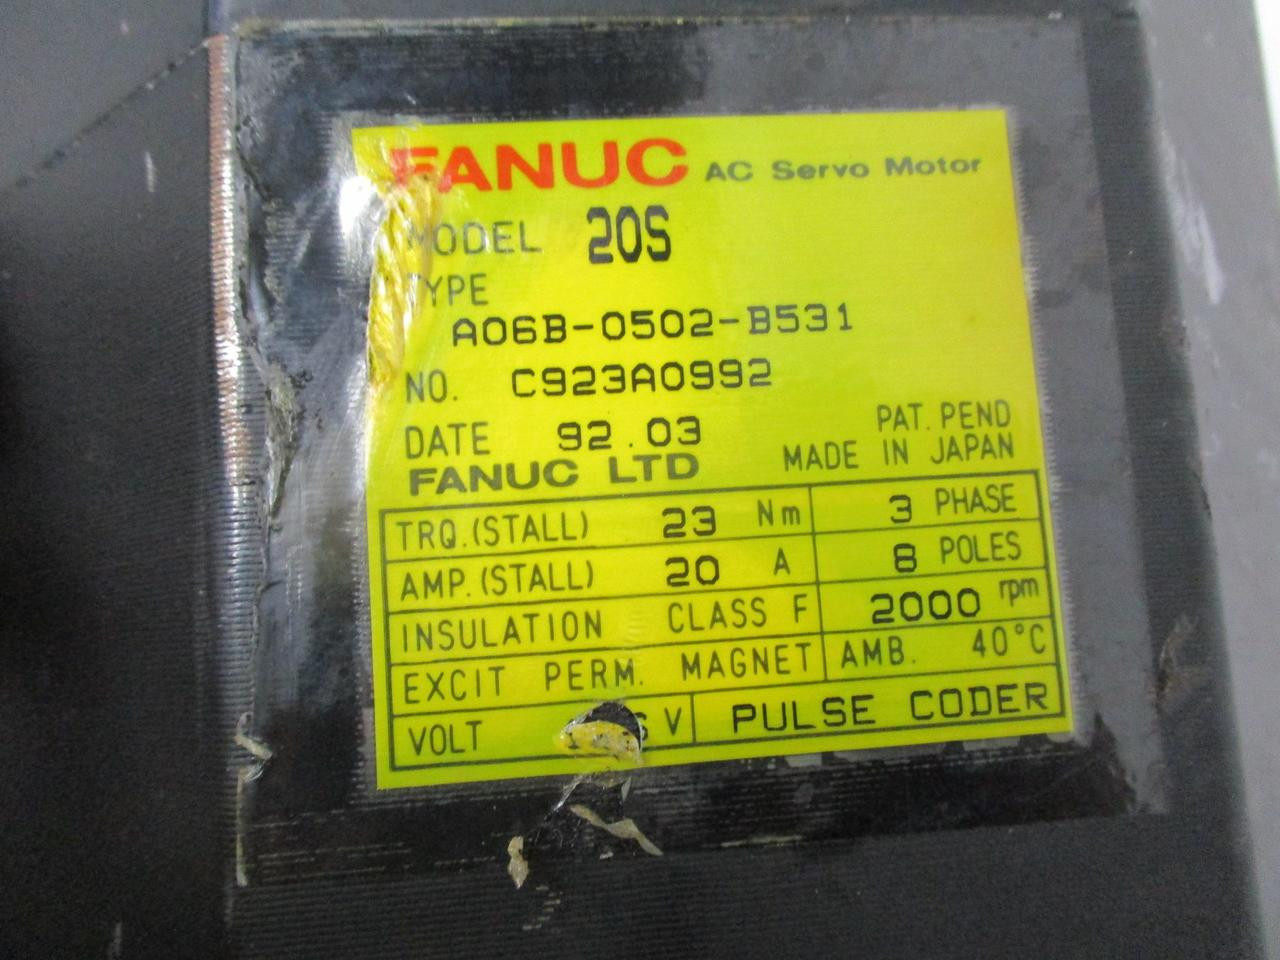 FANUC AC Servo Motor
MODEL 20S
TYPE
A06B-0502-B531
NO. C923A0992
DATE 92.03
PAT. PEND
FANUC LTD MADE IN JAPAN
TRQ.(STALL) 23 Nm 3 PHASE
AMP.(STALL) 20 A 8 POLES
INSULATION CLASS F 2000 rpm
EXCIT PERM. MAGNET AMB. 40°C
VOLT V PULSE CODER